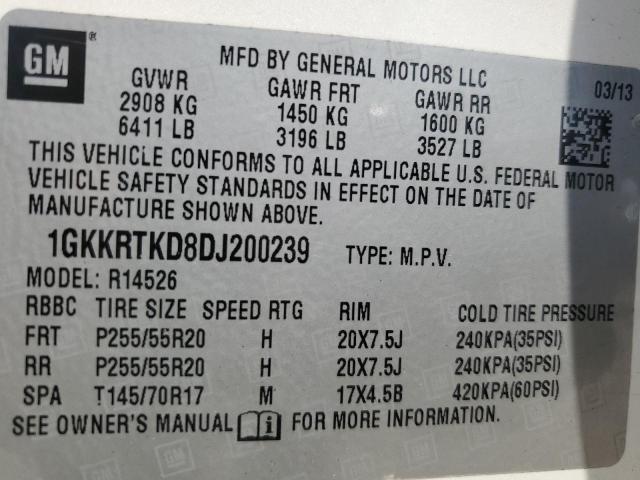 GM ®
MFD BY GENERAL MOTORS LLC
03/13
GVWR GAWR FRT GAWR RR
2908 KG 1450 KG 1600 KG
6411 LB 3196 LB 3527 LB
THIS VEHICLE CONFORMS TO ALL APPLICABLE U.S. FEDERAL MOTOR
VEHICLE SAFETY STANDARDS IN EFFECT ON THE DATE OF
MANUFACTURE SHOWN ABOVE.
1GKKRTKD8DJ200239 TYPE: M.P.V.
MODEL: R14526
RBBC TIRE SIZE SPEED RTG RIM COLD TIRE PRESSURE
FRT P255/55R20 H 20X7.5J 240KPA(35PSI)
RR P255/55R20 H 20X7.5J 240KPA(35PSI)
SPA T145/70R17 M 17X4.5B 420KPA(60PSI)
SEE OWNER'S MANUAL i FOR MORE INFORMATION.
GM